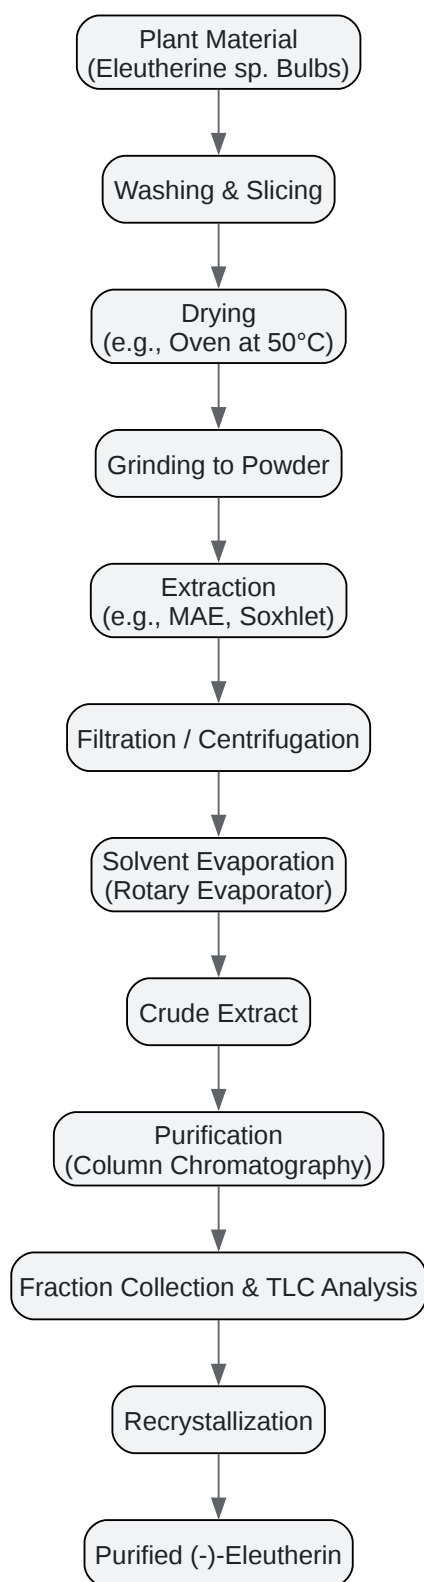 Plant Material
(Eleutherine sp. Bulbs)
Washing & Slicing
Drying
(e.g., Oven at 50°C)
Grinding to Powder
Extraction
(e.g., MAE, Soxhlet)
Filtration / Centrifugation
Solvent Evaporation
(Rotary Evaporator)
Crude Extract
Purification
(Column Chromatography)
Fraction Collection & TLC Analysis
Recrystallization
Purified (-)-Eleutherin